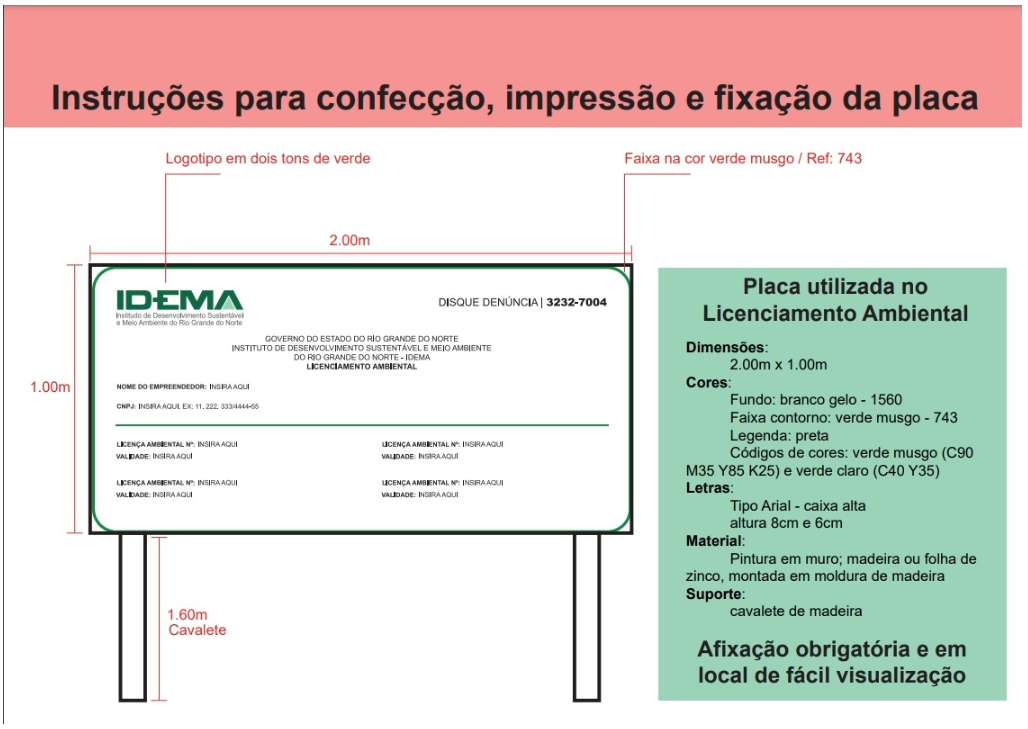 Instruções para confecção, impressão e fixação da placa
Logotipo em dois tons de verde
Faixa na cor verde musgo / Ref: 743
2.00m
1.00m
IDEMA
Institudo de Desenvolvimento Sustentável
e Meio Ambiente do Rio Grande do Norte
DISQUE DENÚNCIA | 3232-7004
GOVERNO DO ESTADO DO RIO GRANDE DO NORTE
INSTITUTO DE DESENVOLVIMENTO SUSTENTÁVEL E MEIO AMBIENTE
DO RIO GRANDE DO NORTE - IDEMA
LICENCIAMENTO AMBIENTAL
NOME DO EMPREENDEDOR: INSIRA AQUI
CNPJ: INSIRA AQUI, EX: 11. 222. 333/4444-55
LICENÇA AMBIENTAL Nº: INSIRA AQUI
VALIDADE: INSIRA AQUI
LICENÇA AMBIENTAL Nº: INSIRA AQUI
VALIDADE: INSIRA AQUI
LICENÇA AMBIENTAL Nº: INSIRA AQUI
VALIDADE: INSIRA AQUI
LICENÇA AMBIENTAL Nº: INSIRA AQUI
VALIDADE: INSIRA AQUI
1.60m
Cavalete
Placa utilizada no
Licenciamento Ambiental
Dimensões:
2.00m x 1.00m
Cores:
Fundo: branco gelo - 1560
Faixa contorno: verde musgo - 743
Legenda: preta
Códigos de cores: verde musgo (C90
M35 Y85 K25) e verde claro (C40 Y35)
Letras:
Tipo Arial - caixa alta
altura 8cm e 6cm
Material:
Pintura em muro; madeira ou folha de
zinco, montada em moldura de madeira
Suporte:
cavalete de madeira
Afixação obrigatória e em
local de fácil visualização